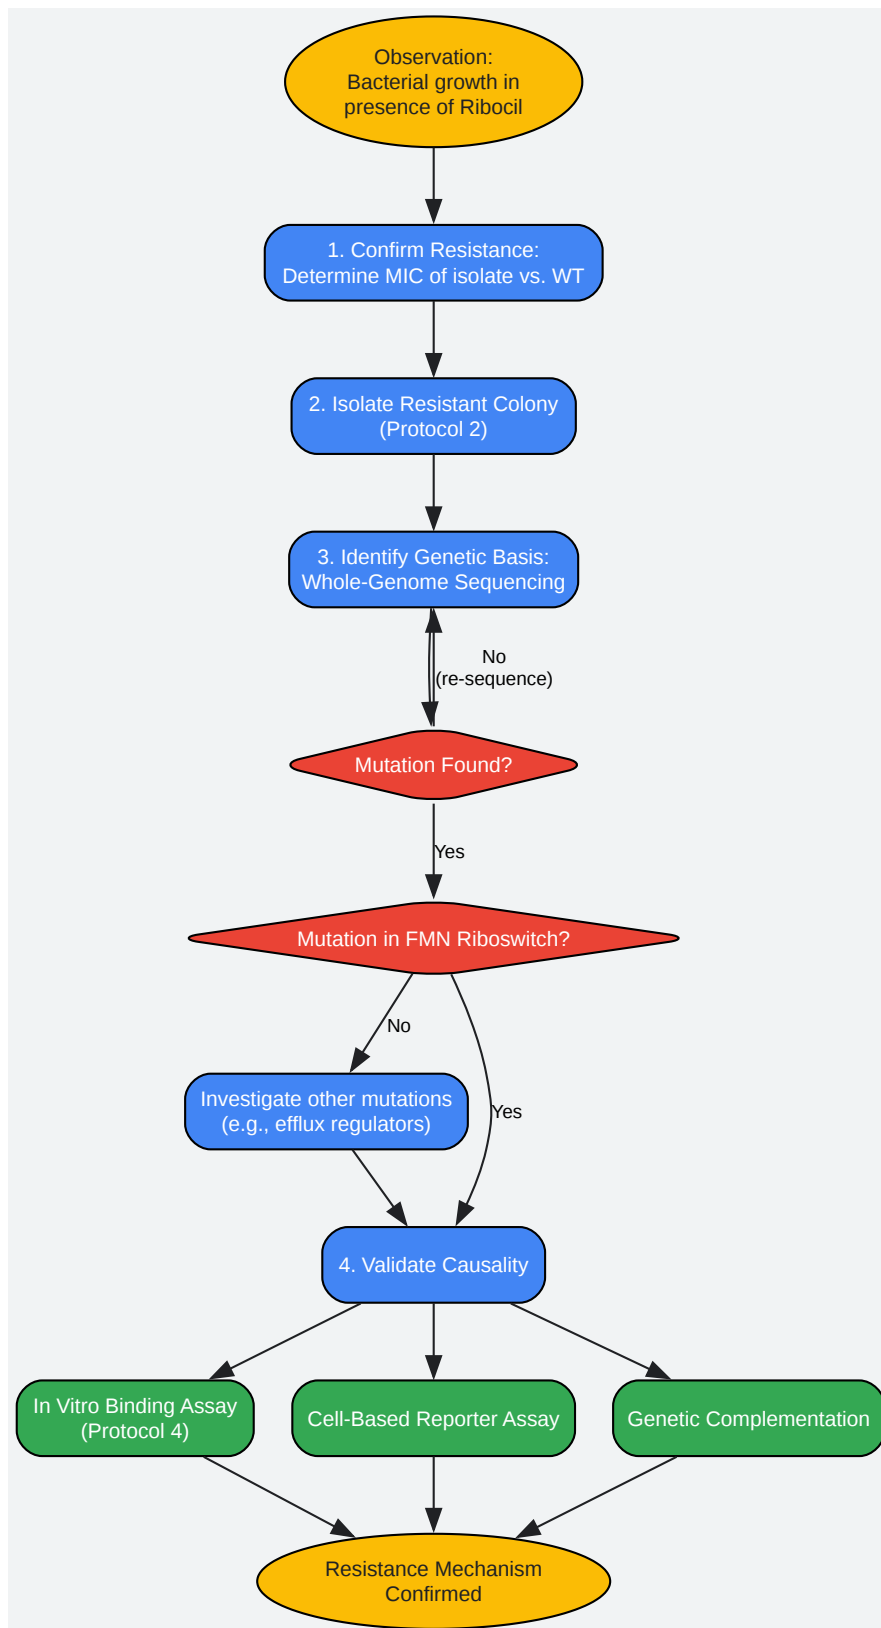 Observation:
Bacterial growth in
presence of Ribocil
1. Confirm Resistance:
Determine MIC of isolate vs. WT
2. Isolate Resistant Colony
(Protocol 2)
3. Identify Genetic Basis:
Whole-Genome Sequencing
No
(re-sequence)
Mutation Found?
Yes
Mutation in FMN Riboswitch?
No
Investigate other mutations
(e.g., efflux regulators)
Yes
4. Validate Causality
In Vitro Binding Assay
(Protocol 4)
Cell-Based Reporter Assay
Genetic Complementation
Resistance Mechanism
Confirmed